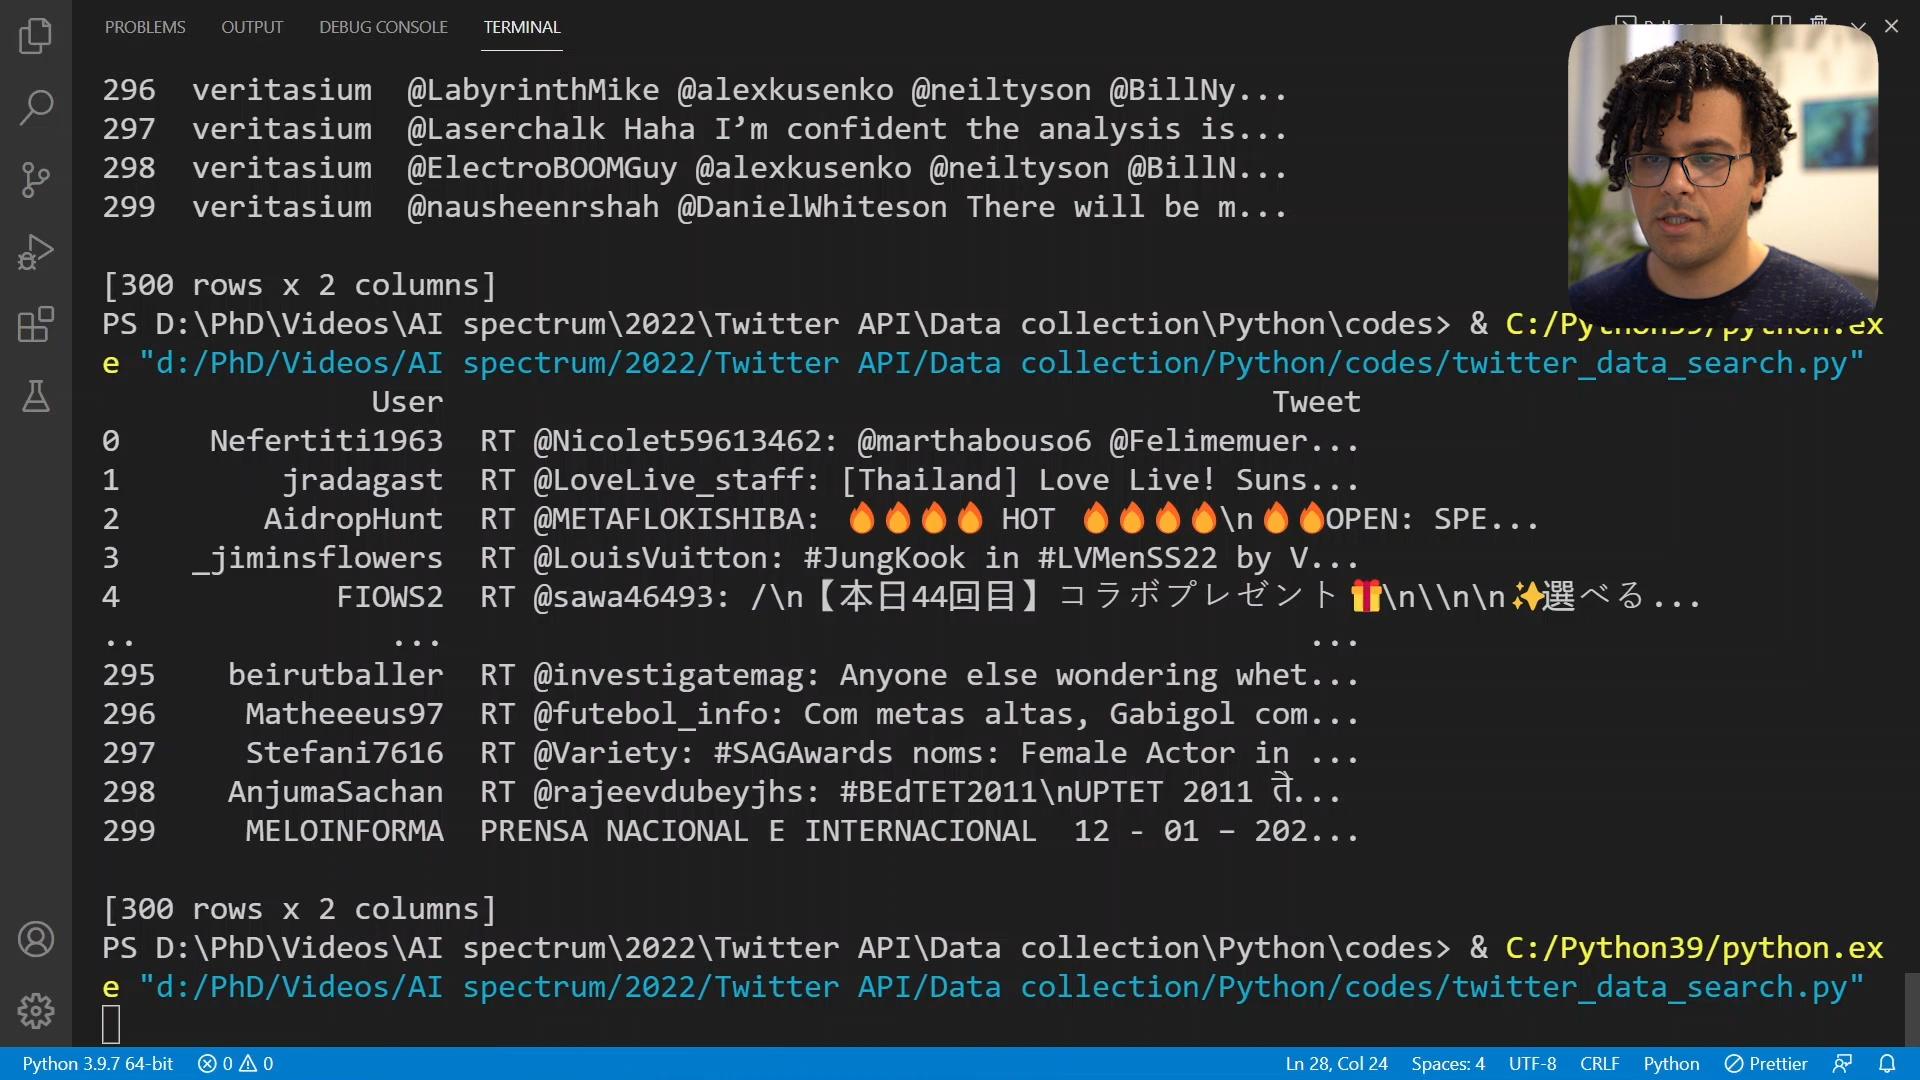 PROBLEMS OUTPUT DEBUG CONSOLE TERMINAL
296 veritasium @LabyrinthMike @alexkusenko @neiltyson @BillNy...
297 veritasium @Laserchalk Haha I’m confident the analysis is...
298 veritasium @ElectroBOOMGuy @alexkusenko @neiltyson @BillN...
299 veritasium @nausheenrshah @DanielWhiteson There will be m...
[300 rows x 2 columns]
PS D:\PhD\Videos\AI spectrum\2022\Twitter API\Data collection\Python\codes> & C:/Python39/python.ex
e "d:/PhD/Videos/AI spectrum/2022/Twitter API/Data collection/Python/codes/twitter_data_search.py"
User Tweet
0 Nefertiti1963 RT @Nicolet59613462: @marthabouso6 @Felimemuer...
1 jradagast RT @LoveLive_staff: [Thailand] Love Live! Suns...
2 AidropHunt RT @METAFLOKISHIBA: 🔥🔥🔥🔥 HOT 🔥🔥🔥🔥\n🔥🔥OPEN: SPE...
3 _jiminsflowers RT @LouisVuitton: #JungKook in #LVMenSS22 by V...
4 FIOWS2 RT @sawa46493: /\n【本日44回目】コラボプレゼント🎁\n\\n\n✨選べる...
.. ... ...
295 beirutballer RT @investigatemag: Anyone else wondering whet...
296 Matheeeus97 RT @futebol_info: Com metas altas, Gabigol com...
297 Stefani7616 RT @Variety: #SAGAwards noms: Female Actor in ...
298 AnjumaSachan RT @rajeevdubeyjhs: #BEdTET2011\nUPTET 2011 ते...
299 MELOINFORMA PRENSA NACIONAL E INTERNACIONAL 12 - 01 – 202...
[300 rows x 2 columns]
PS D:\PhD\Videos\AI spectrum\2022\Twitter API\Data collection\Python\codes> & C:/Python39/python.ex
e "d:/PhD/Videos/AI spectrum/2022/Twitter API/Data collection/Python/codes/twitter_data_search.py"
Python 3.9.7 64-bit 0 0 Ln 28, Col 24 Spaces: 4 UTF-8 CRLF Python Prettier